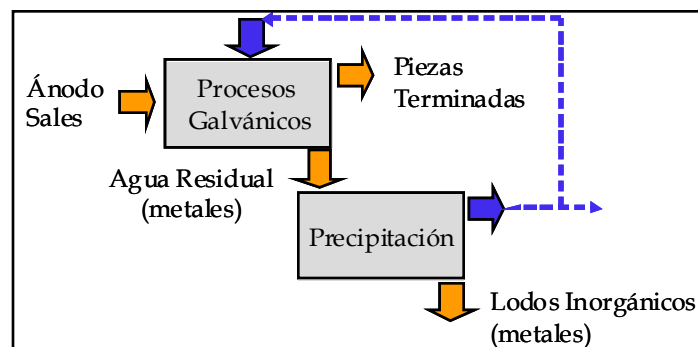 Ánodo
Sales
Procesos
Galvánicos
Piezas
Terminadas
Agua Residual
(metales)
Precipitación
Lodos Inorgánicos
(metales)